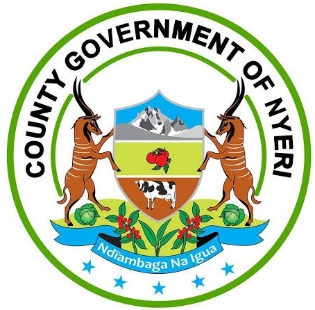 COUNTY GOVERNMENT OF NYERI
Ndiambaga Na Igua